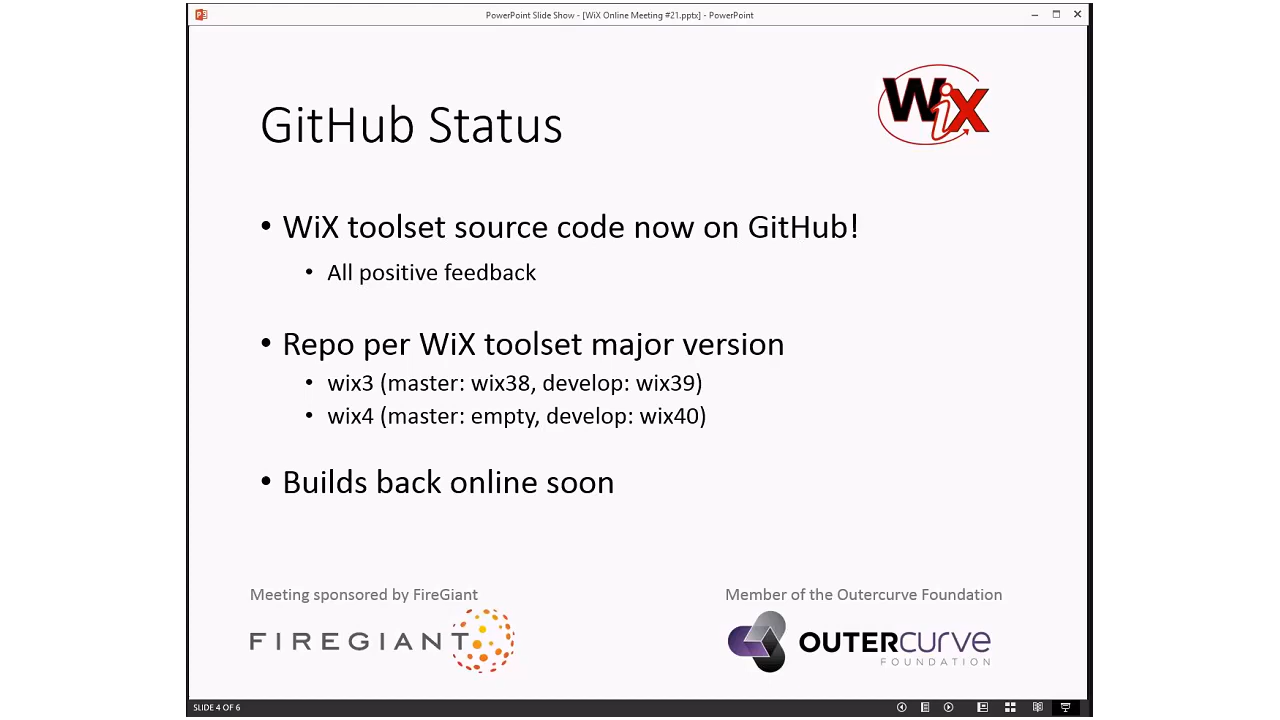 PowerPoint Slide Show - [WiX Online Meeting #21.pptx] - PowerPoint
WiX
GitHub Status
• WiX toolset source code now on GitHub!
• All positive feedback
• Repo per WiX toolset major version
• wix3 (master: wix38, develop: wix39)
• wix4 (master: empty, develop: wix40)
• Builds back online soon
Meeting sponsored by FireGiant
Member of the Outercurve Foundation
FIREGIANT
OUTERCURVE
FOUNDATION
SLIDE 4 OF 6